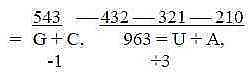 543 —432 — 321 — 210
= G + C. 963 = U + A,
-1 ÷3